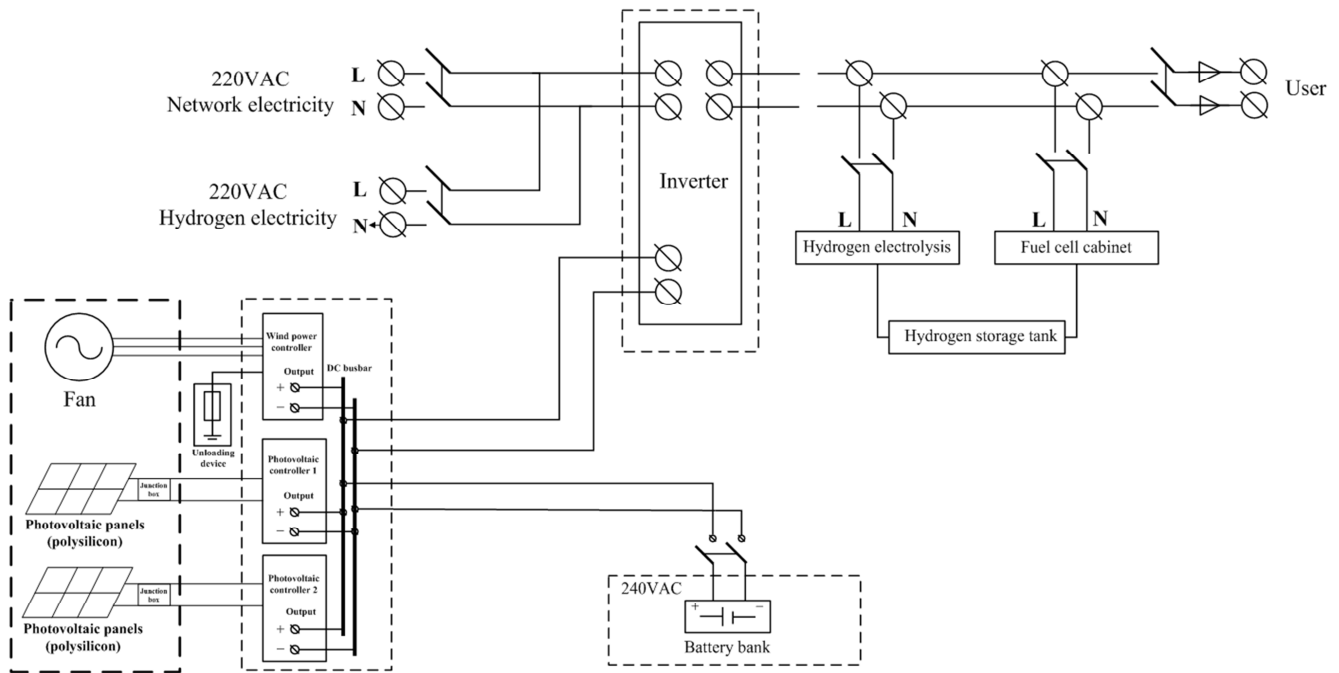 220VAC
Network electricity
L
N
220VAC
Hydrogen electricity
L
N
Inverter
User
L
N
Hydrogen electrolysis
L
N
Fuel cell cabinet
Hydrogen storage tank
Fan
Wind power
controller
Output
+
−
DC busbar
Unloading
device
Photovoltaic
controller 1
Output
+
−
Junction
box
Photovoltaic panels
(polysilicon)
Photovoltaic
controller 2
Output
+
−
Junction
box
Photovoltaic panels
(polysilicon)
240VAC
+
−
Battery bank